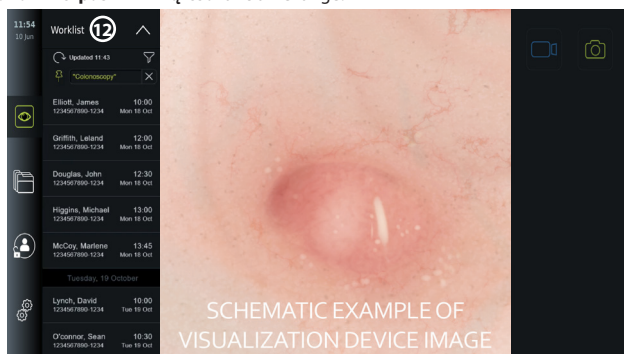 11:54
10 Jun
Worklist 12
Updated 11:43
"Colonoscopy"
Elliott, James 10:00
1234567890-1234 Mon 18 Oct
Griffith, Leland 12:00
1234567890-1234 Mon 18 Oct
Douglas, John 12:30
1234567890-1234 Mon 18 Oct
Higgins, Michael 13:00
1234567890-1234 Mon 18 Oct
McCoy, Marlene 13:45
1234567890-1234 Mon 18 Oct
Tuesday, 19 October
Lynch, David 10:00
1234567890-1234 Tue 19 Oct
O'connor, Sean 10:30
1234567890-1234 Tue 19 Oct
SCHEMATIC EXAMPLE OF
VISUALIZATION DEVICE IMAGE